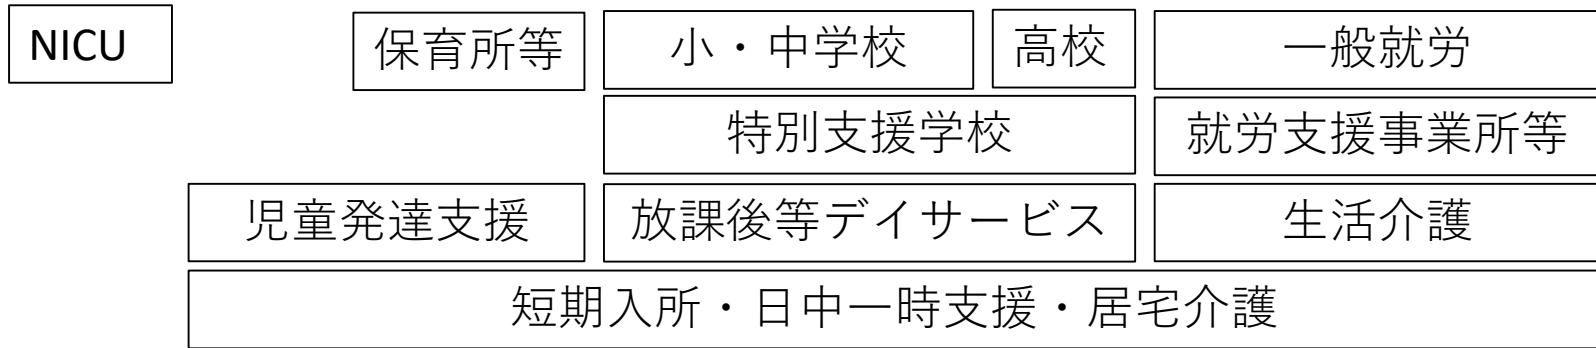 NICU
保育所等
小・中学校
高校
一般就労
特別支援学校
就労支援事業所等
児童発達支援
放課後等デイサービス
生活介護
短期入所・日中一時支援・居宅介護